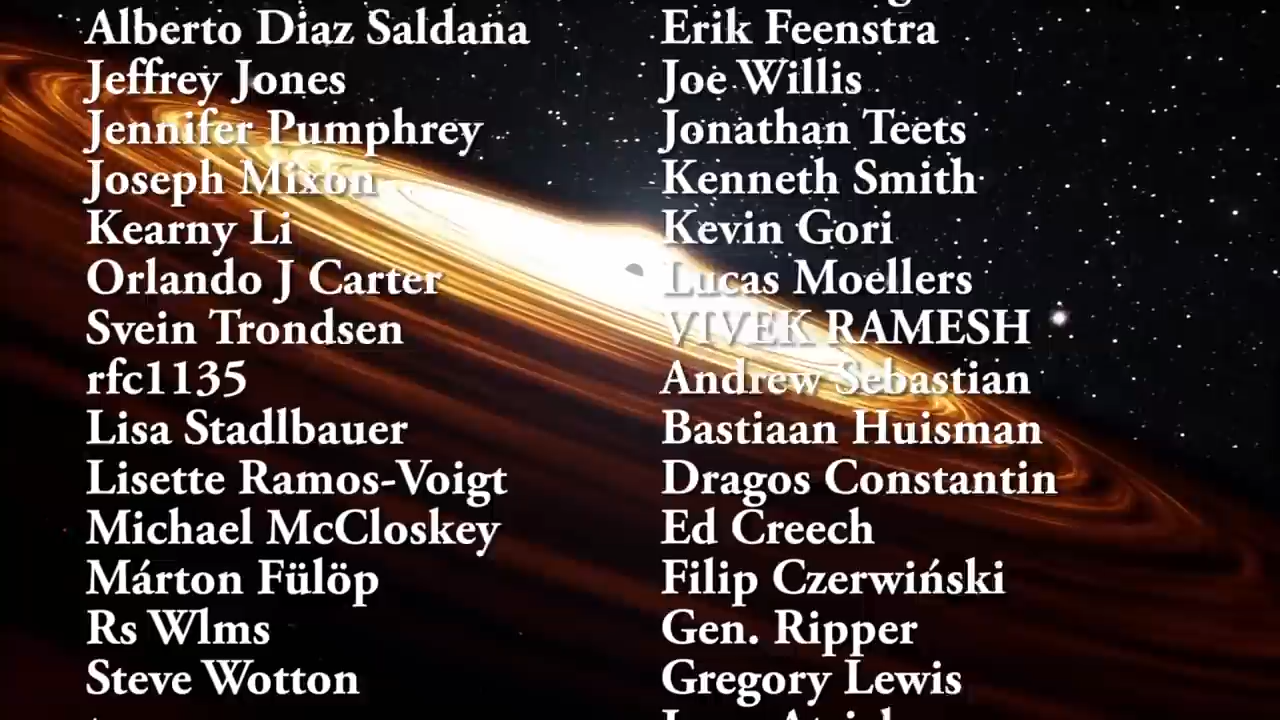 Alberto Diaz Saldana
Jeffrey Jones
Jennifer Pumphrey
Joseph Mixon
Kearny Li
Orlando J Carter
Svein Trondsen
rfc1135
Lisa Stadlbauer
Lisette Ramos-Voigt
Michael McCloskey
Márton Fülöp
Rs Wlms
Steve Wotton
Erik Feenstra
Joe Willis
Jonathan Teets
Kenneth Smith
Kevin Gori
Lucas Moellers
VIVEK RAMESH
Andrew Sebastian
Bastiaan Huisman
Dragos Constantin
Ed Creech
Filip Czerwiński
Gen. Ripper
Gregory Lewis